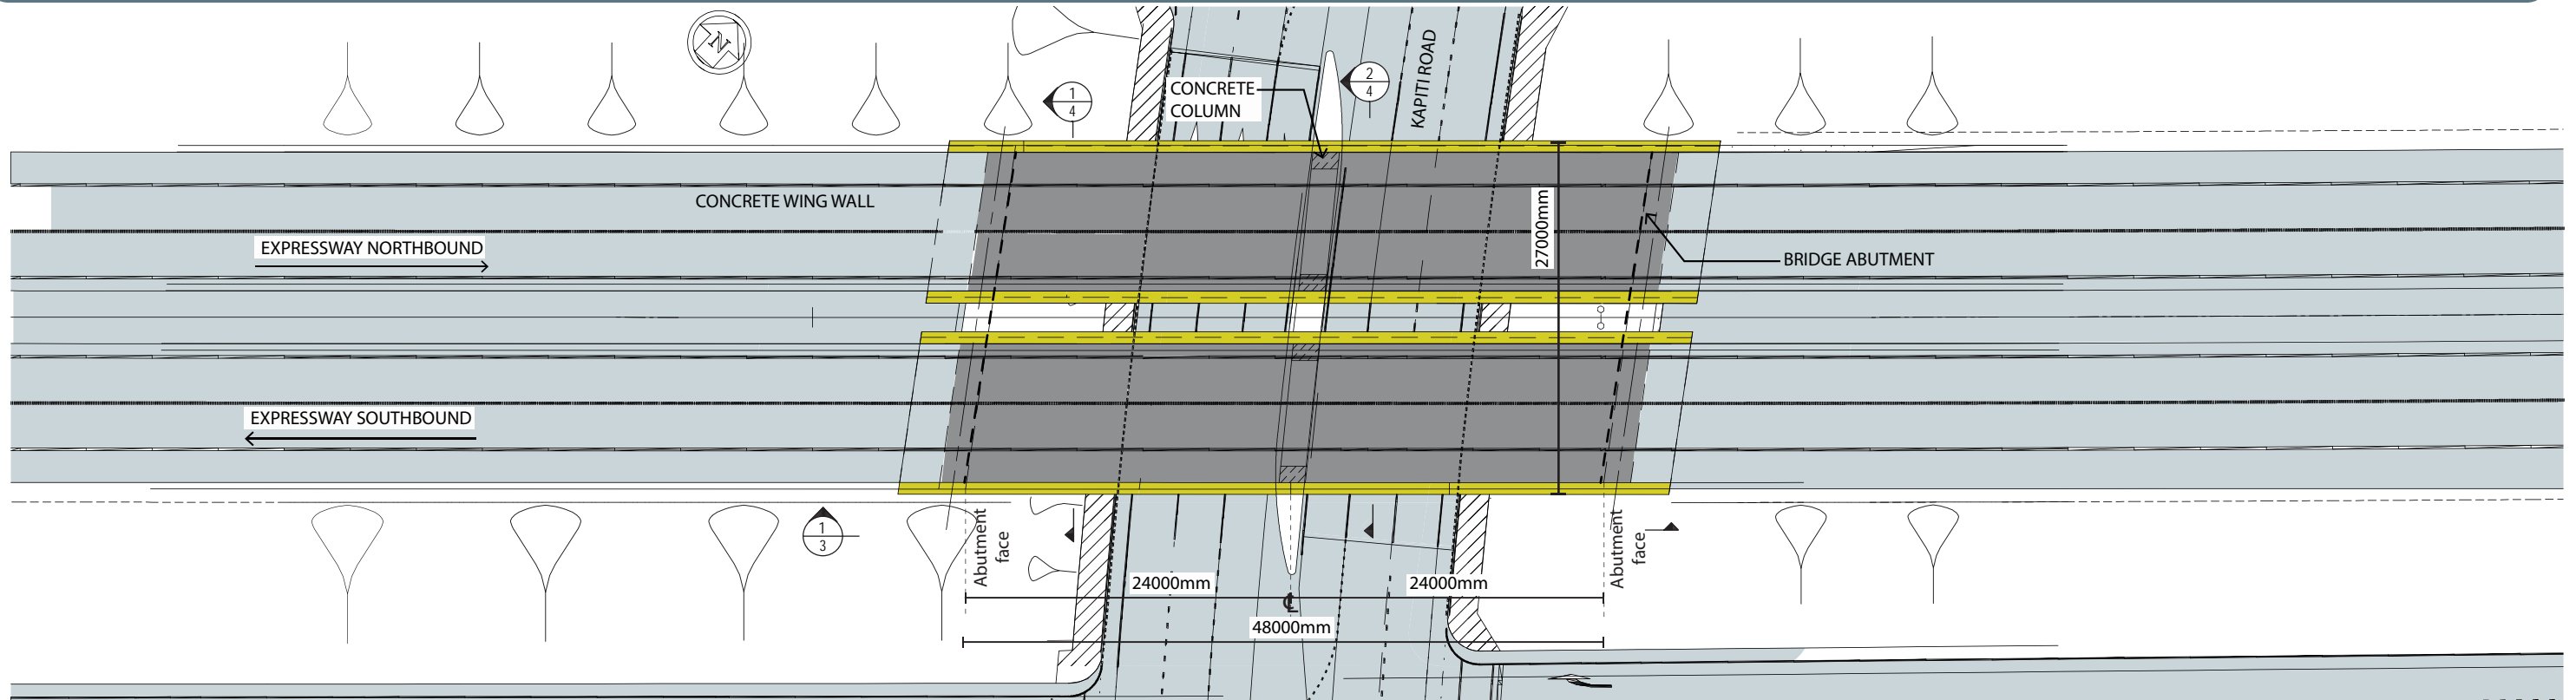 N
1
4
CONCRETE
COLUMN
2
4
KAPITI ROAD
CONCRETE WING WALL
EXPRESSWAY NORTHBOUND
27000mm
BRIDGE ABUTMENT
EXPRESSWAY SOUTHBOUND
1
3
Abutment
face
Abutment
face
24000mm
24000mm
CL
48000mm